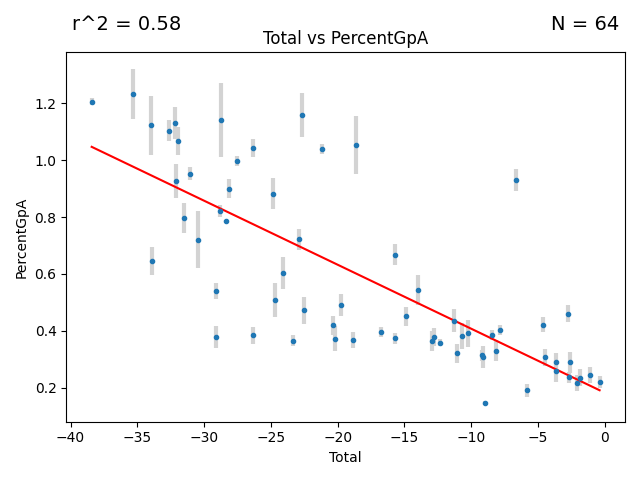 r^2 = 0.58
N = 64
Total vs PercentGpA
PercentGpA
1.2
1.0
0.8
0.6
0.4
0.2
−40 −35 −30 −25 −20 −15 −10 −5 0
Total